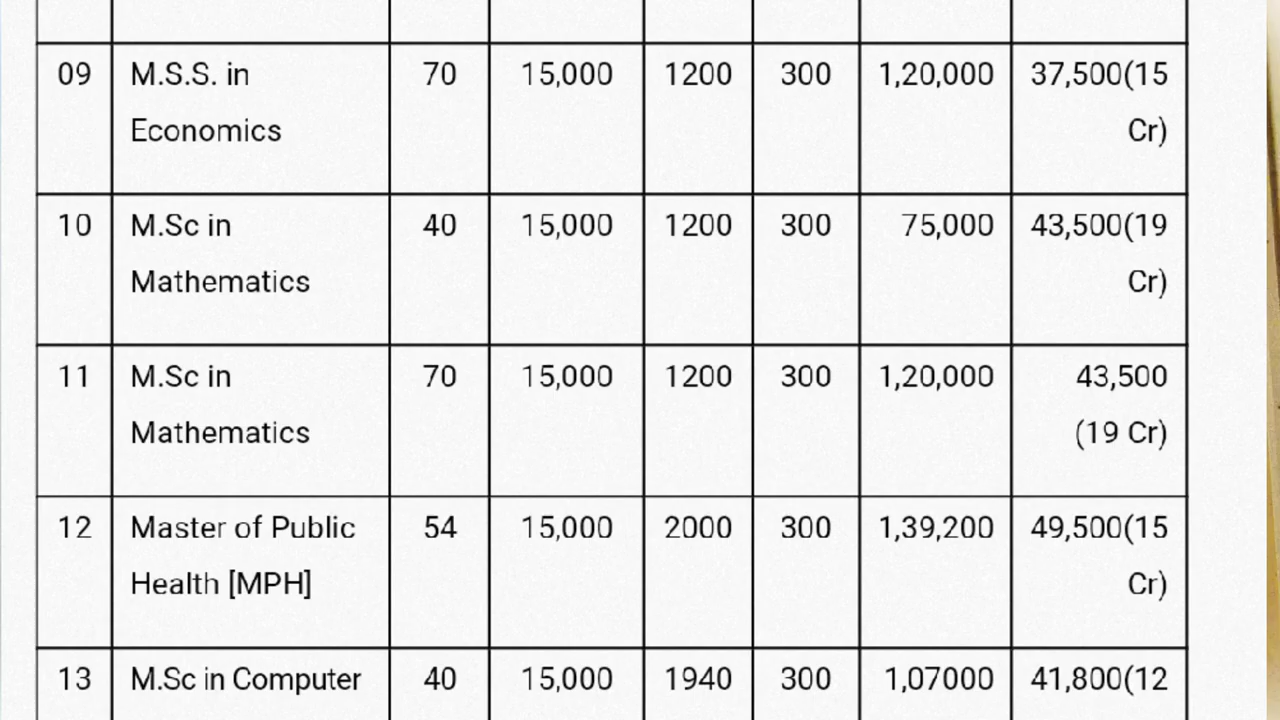 09 M.S.S. in 70 15,000 1200 300 1,20,000 37,500(15
Economics Cr)
10 M.Sc in 40 15,000 1200 300 75,000 43,500(19
Mathematics Cr)
11 M.Sc in 70 15,000 1200 300 1,20,000 43,500
Mathematics (19 Cr)
12 Master of Public 54 15,000 2000 300 1,39,200 49,500(15
Health [MPH] Cr)
13 M.Sc in Computer 40 15,000 1940 300 1,07000 41,800(12